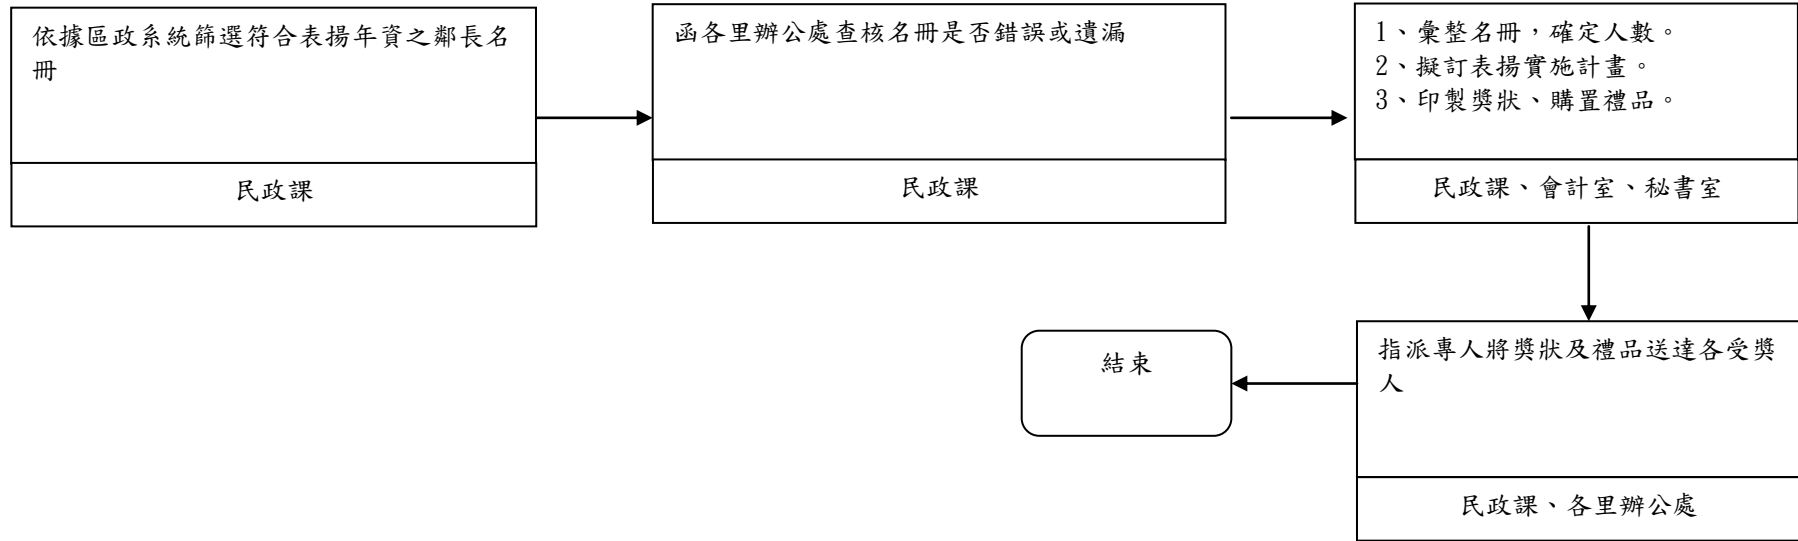 依據區政系統篩選符合表揚年資之鄰長名
冊
民政課
函各里辦公處查核名冊是否錯誤或遺漏
民政課
1、彙整名冊，確定人數。
2、擬訂表揚實施計畫。
3、印製獎狀、購置禮品。
民政課、會計室、秘書室
指派專人將獎狀及禮品送達各受獎
人
民政課、各里辦公處
結束